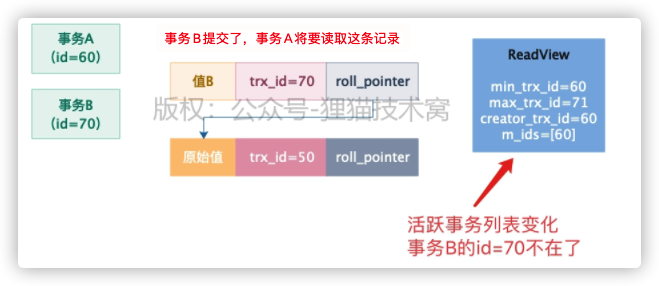 事务A
（id=60）
事务B提交了，事务A将要读取这条记录
ReadView
min_trx_id=60
max_trx_id=71
creator_trx_id=60
m_ids=[60]
事务B
（id=70）
值B
trx_id=70
roll_pointer
版权：公众号-狸猫技术窝
原始值
trx_id=50
roll_pointer
活跃事务列表变化
事务B的id=70不在了